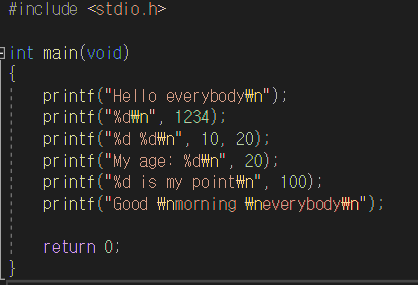 #include <stdio.h>
int main(void)
{
printf("Hello everybody₩n");
printf("%d₩n", 1234);
printf("%d %d₩n", 10, 20);
printf("My age: %d₩n", 20);
printf("%d is my point₩n", 100);
printf("Good ₩nmorning ₩neverybody₩n");
return 0;
}